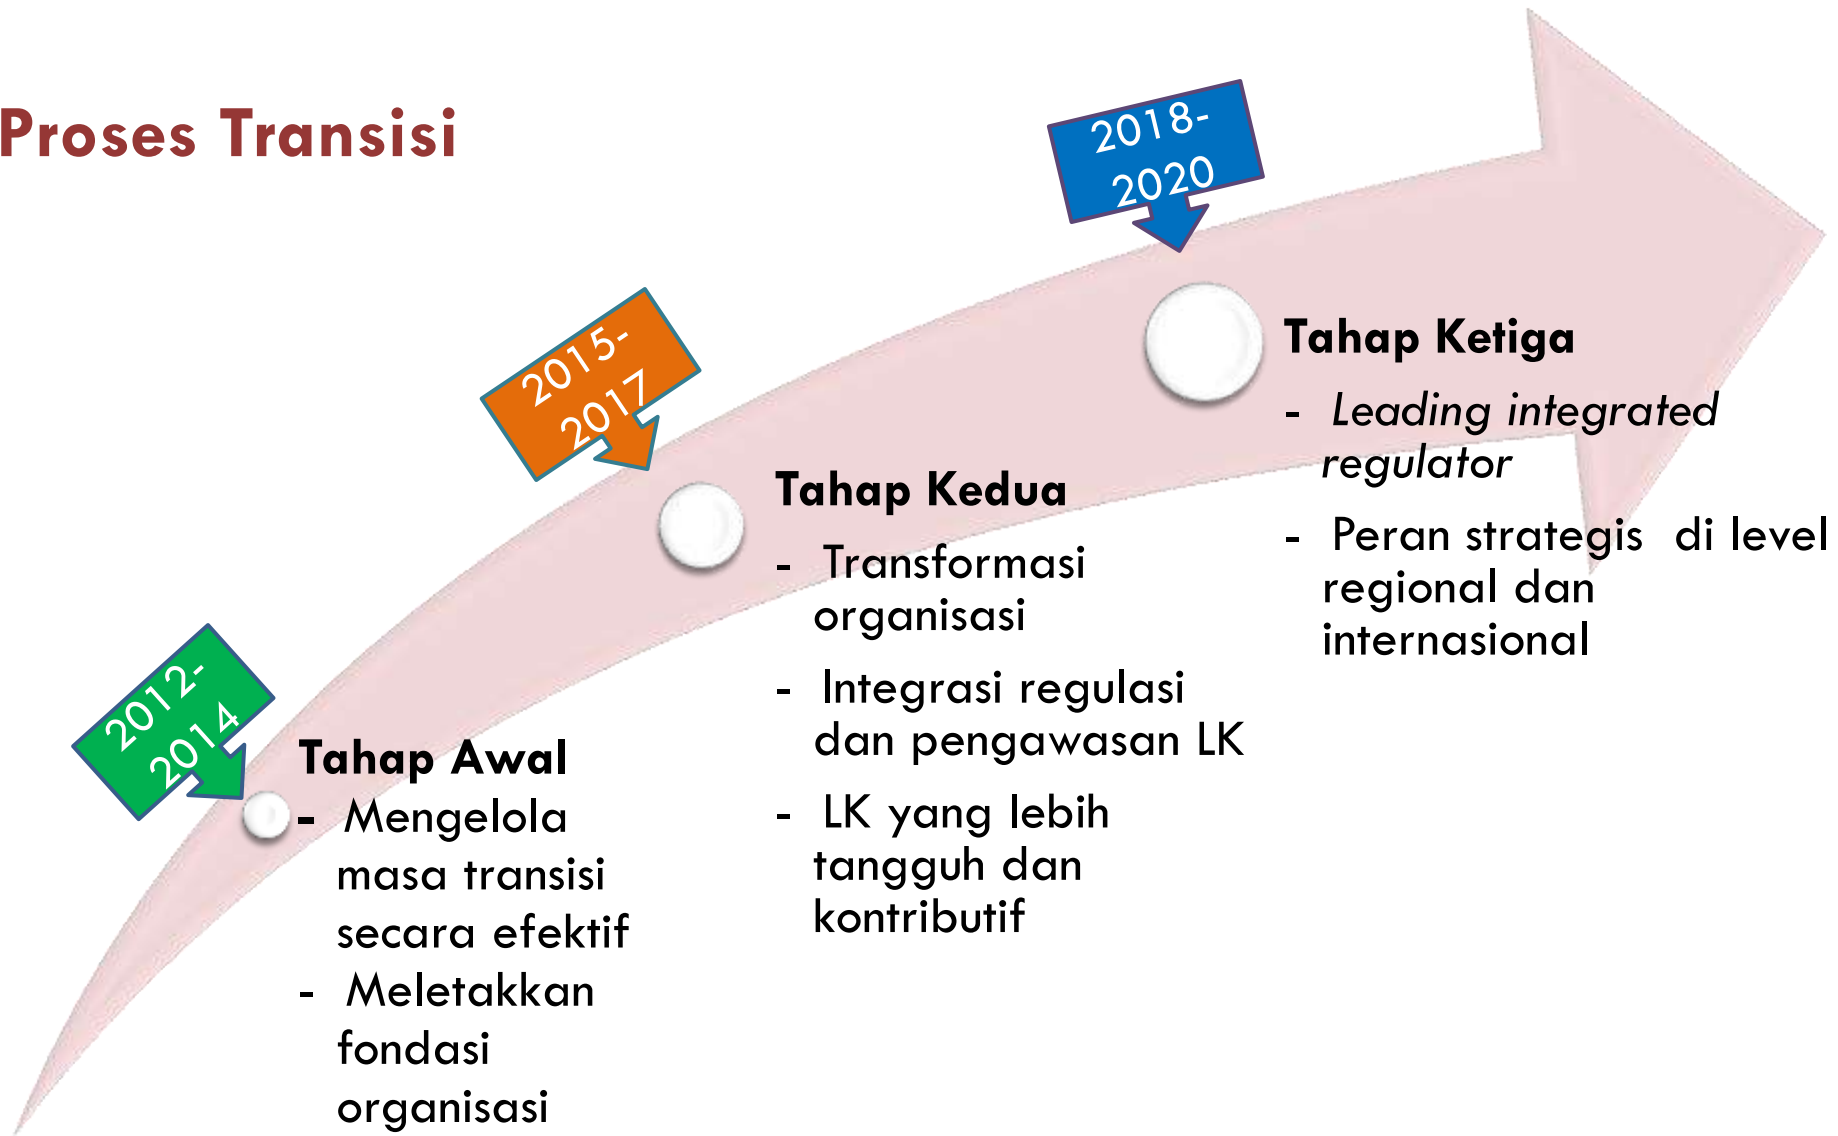 Proses Transisi
2012-
2014
Tahap Awal
- Mengelola
masa transisi
secara efektif
- Meletakkan
fondasi
organisasi
2015-
2017
Tahap Kedua
- Transformasi
organisasi
- Integrasi regulasi
dan pengawasan LK
- LK yang lebih
tangguh dan
kontributif
2018-
2020
Tahap Ketiga
- Leading integrated
regulator
- Peran strategis di level
regional dan
internasional